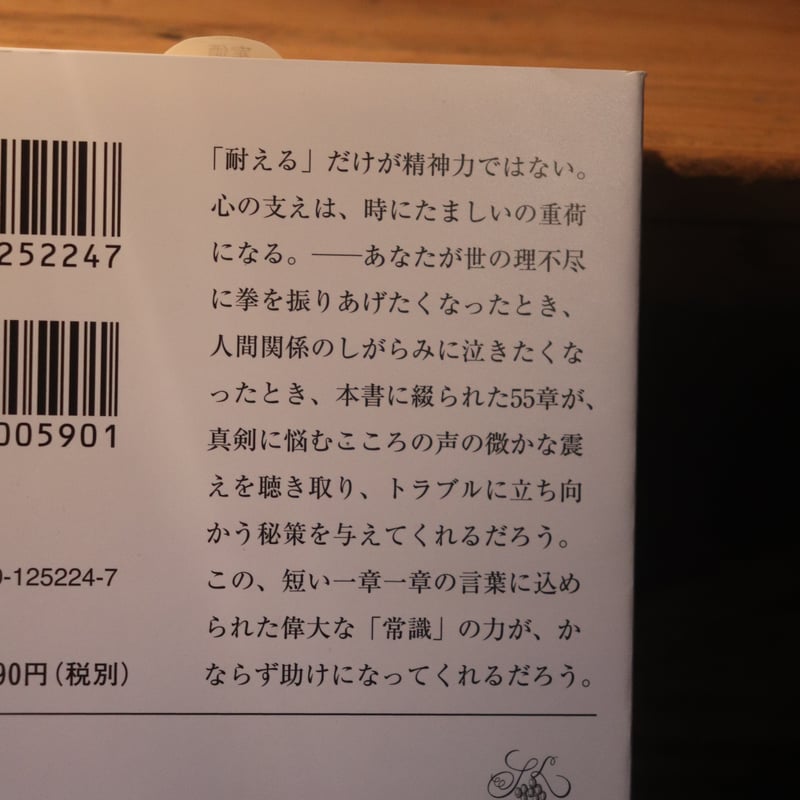 252247
005901
-125224-7
90円(税別)
「耐える」だけが精神力ではない。
心の支えは、時にたましいの重荷
になる。──あなたが世の理不尽
に拳を振りあげたくなったとき、
人間関係のしがらみに泣きたくな
ったとき、本書に綴られた55章が、
真剣に悩むこころの声の微かな震
えを聴き取り、トラブルに立ち向
かう秘策を与えてくれるだろう。
この、短い一章一章の言葉に込め
られた偉大な「常識」の力が、か
ならず助けになってくれるだろう。